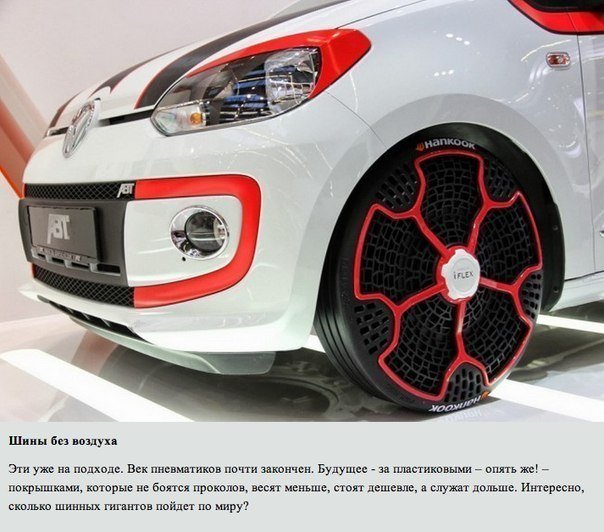 HANKOOK
ABT
ABT
iFLEX
HANKOOK
Шины без воздуха
Эти уже на подходе. Век пневматиков почти закончен. Будущее - за пластиковыми – опять же! –
покрышками, которые не боятся проколов, весят меньше, стоят дешевле, а служат дольше. Интересно,
сколько шинных гигантов пойдет по миру?